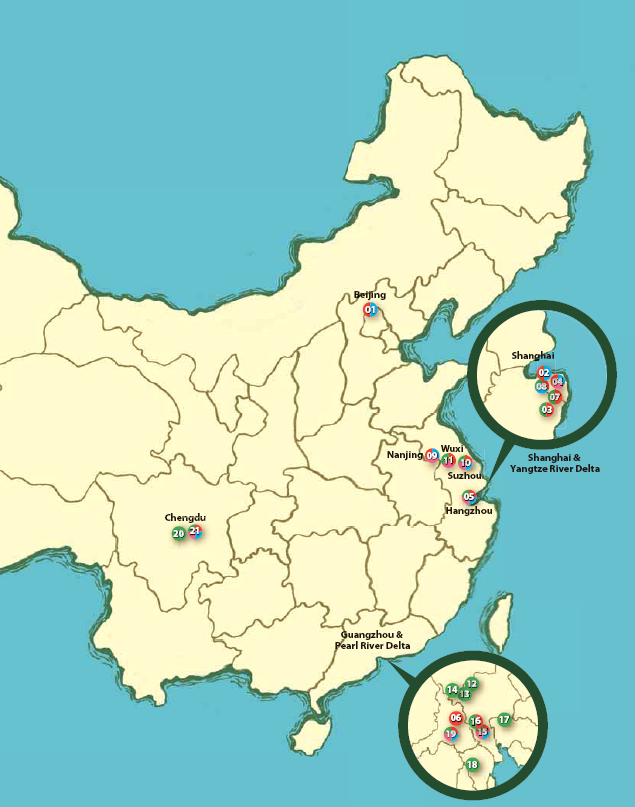 Beijing
01
Shanghai
02
04
08
07
03
Shanghai &
Yangtze River Delta
Wuxi
Nanjing 09 11 10
Suzhou
05
Hangzhou
Chengdu
20 21
Guangzhou &
Pearl River Delta
12
14 13
06 16 17
19 15
18